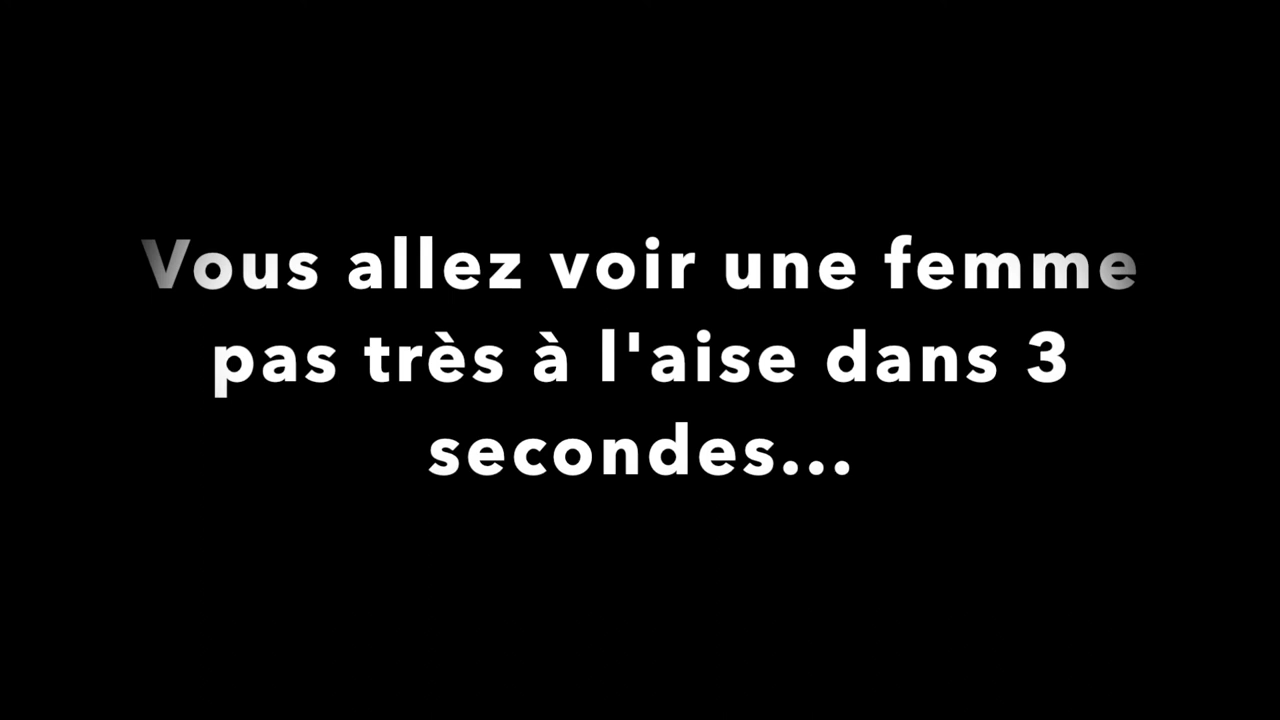 Vous allez voir une femme
pas très à l'aise dans 3
secondes...